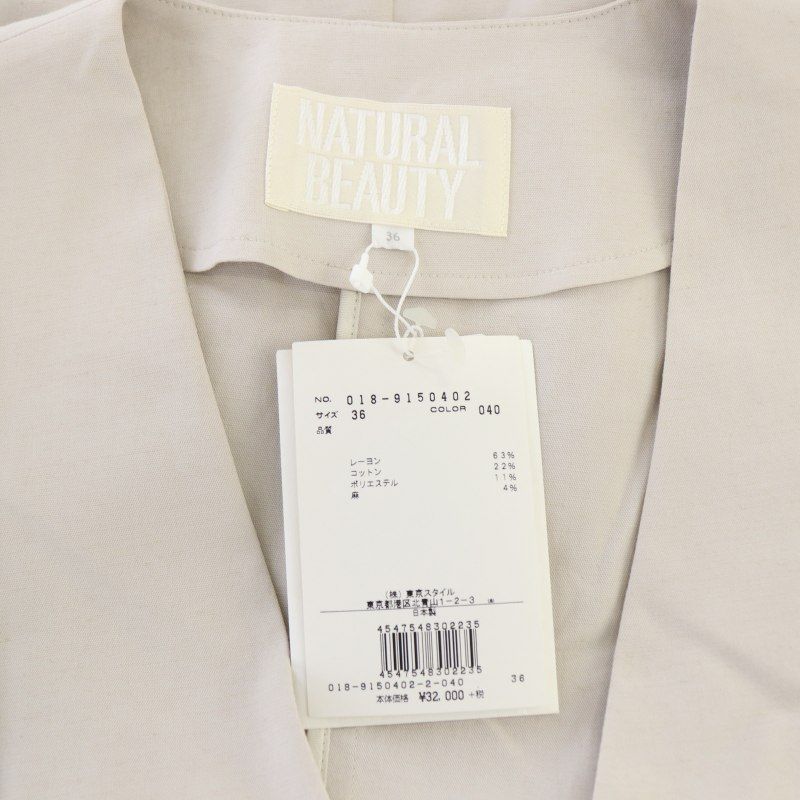 NATURAL
BEAUTY
36
NO. 018-9150402
サイズ 36 COLOR 040
品質
レーヨン 63%
コットン 22%
ポリエステル 11%
麻 4%
(株)東京スタイル
東京都港区北青山1-2-3
日本製
4547548302235
4547548302235
018-9150402-2-040 36
本体価格 ¥32,000 +税